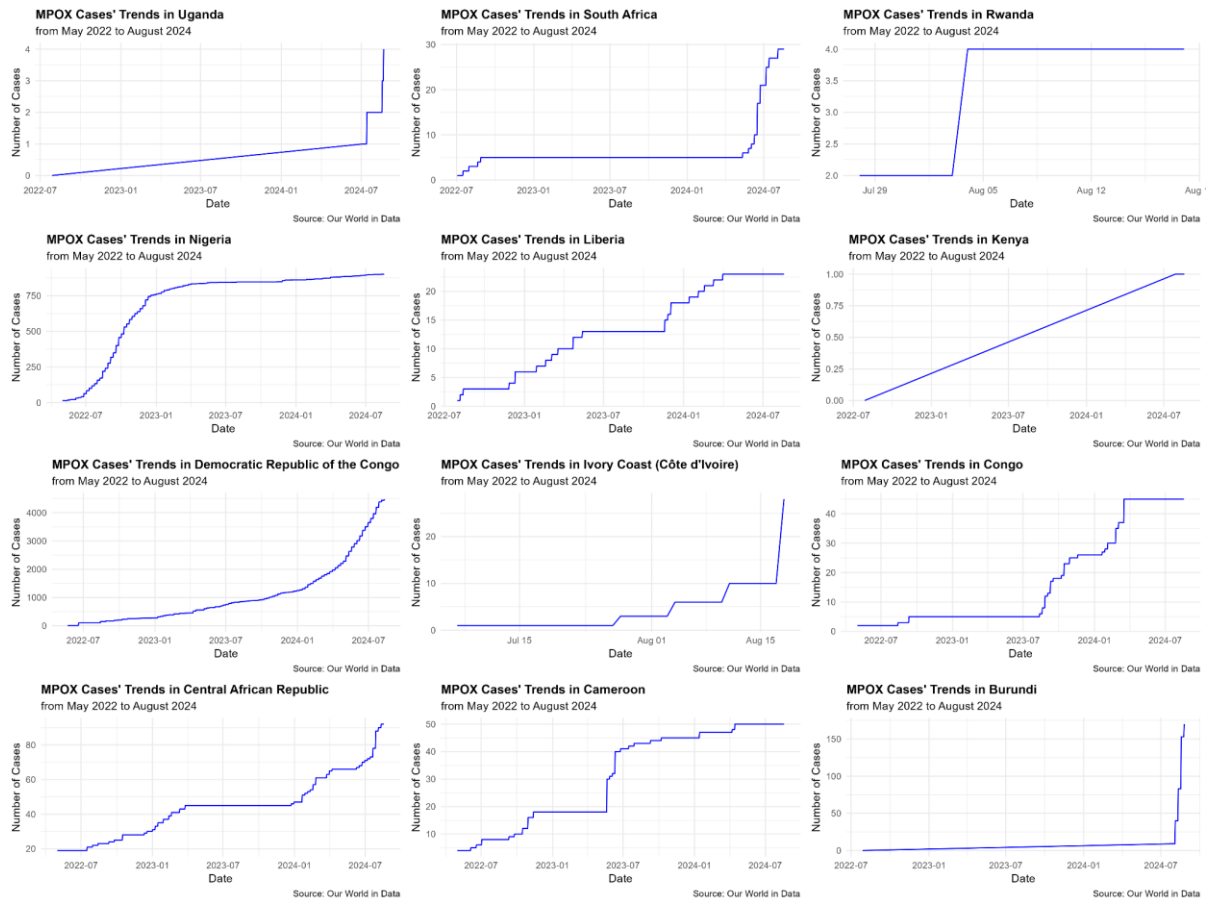 MPOX Cases' Trends in Uganda
from May 2022 to August 2024
Number of Cases
4
3
2
1
0
2022-07 2023-01 2023-07 2024-01 2024-07
Date
Source: Our World in Data
MPOX Cases' Trends in South Africa
from May 2022 to August 2024
Number of Cases
30
20
10
0
2022-07 2023-01 2023-07 2024-01 2024-07
Date
Source: Our World in Data
MPOX Cases' Trends in Rwanda
from May 2022 to August 2024
Number of Cases
4.0
3.5
3.0
2.5
2.0
Jul 29 Aug 05 Aug 12 Aug 1
Date
Source: Our World in Data
MPOX Cases' Trends in Nigeria
from May 2022 to August 2024
Number of Cases
750
500
250
0
2022-07 2023-01 2023-07 2024-01 2024-07
Date
Source: Our World in Data
MPOX Cases' Trends in Liberia
from May 2022 to August 2024
Number of Cases
20
15
10
5
0
2022-07 2023-01 2023-07 2024-01 2024-07
Date
Source: Our World in Data
MPOX Cases' Trends in Kenya
from May 2022 to August 2024
Number of Cases
1.00
0.75
0.50
0.25
0.00
2022-07 2023-01 2023-07 2024-01 2024-07
Date
Source: Our World in Data
MPOX Cases' Trends in Democratic Republic of the Congo
from May 2022 to August 2024
Number of Cases
4000
3000
2000
1000
0
2022-07 2023-01 2023-07 2024-01 2024-07
Date
Source: Our World in Data
MPOX Cases' Trends in Ivory Coast (Côte d'Ivoire)
from May 2022 to August 2024
Number of Cases
20
10
0
Jul 15 Aug 01 Aug 15
Date
Source: Our World in Data
MPOX Cases' Trends in Congo
from May 2022 to August 2024
Number of Cases
40
30
20
10
0
2022-07 2023-01 2023-07 2024-01 2024-07
Date
Source: Our World in Data
MPOX Cases' Trends in Central African Republic
from May 2022 to August 2024
Number of Cases
80
60
40
20
2022-07 2023-01 2023-07 2024-01 2024-07
Date
Source: Our World in Data
MPOX Cases' Trends in Cameroon
from May 2022 to August 2024
Number of Cases
50
40
30
20
10
2022-07 2023-01 2023-07 2024-01 2024-07
Date
Source: Our World in Data
MPOX Cases' Trends in Burundi
from May 2022 to August 2024
Number of Cases
150
100
50
0
2022-07 2023-01 2023-07 2024-01 2024-07
Date
Source: Our World in Data